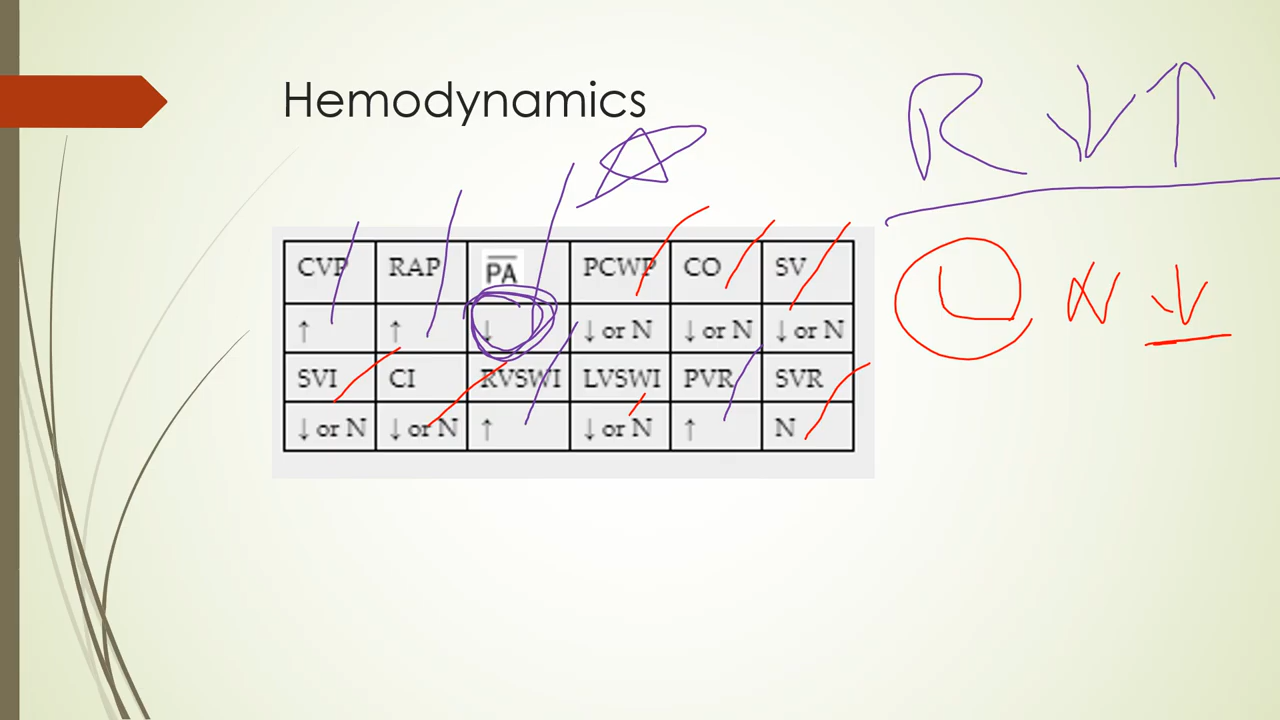 Hemodynamics
R ↓ ↑
CVP RAP PA PCWP CO SV
↑ ↑ ↓ ↓ or N ↓ or N ↓ or N
L N ↓
SVI CI RVSWI LVSWI PVR SVR
↓ or N ↓ or N ↑ ↓ or N ↑ N